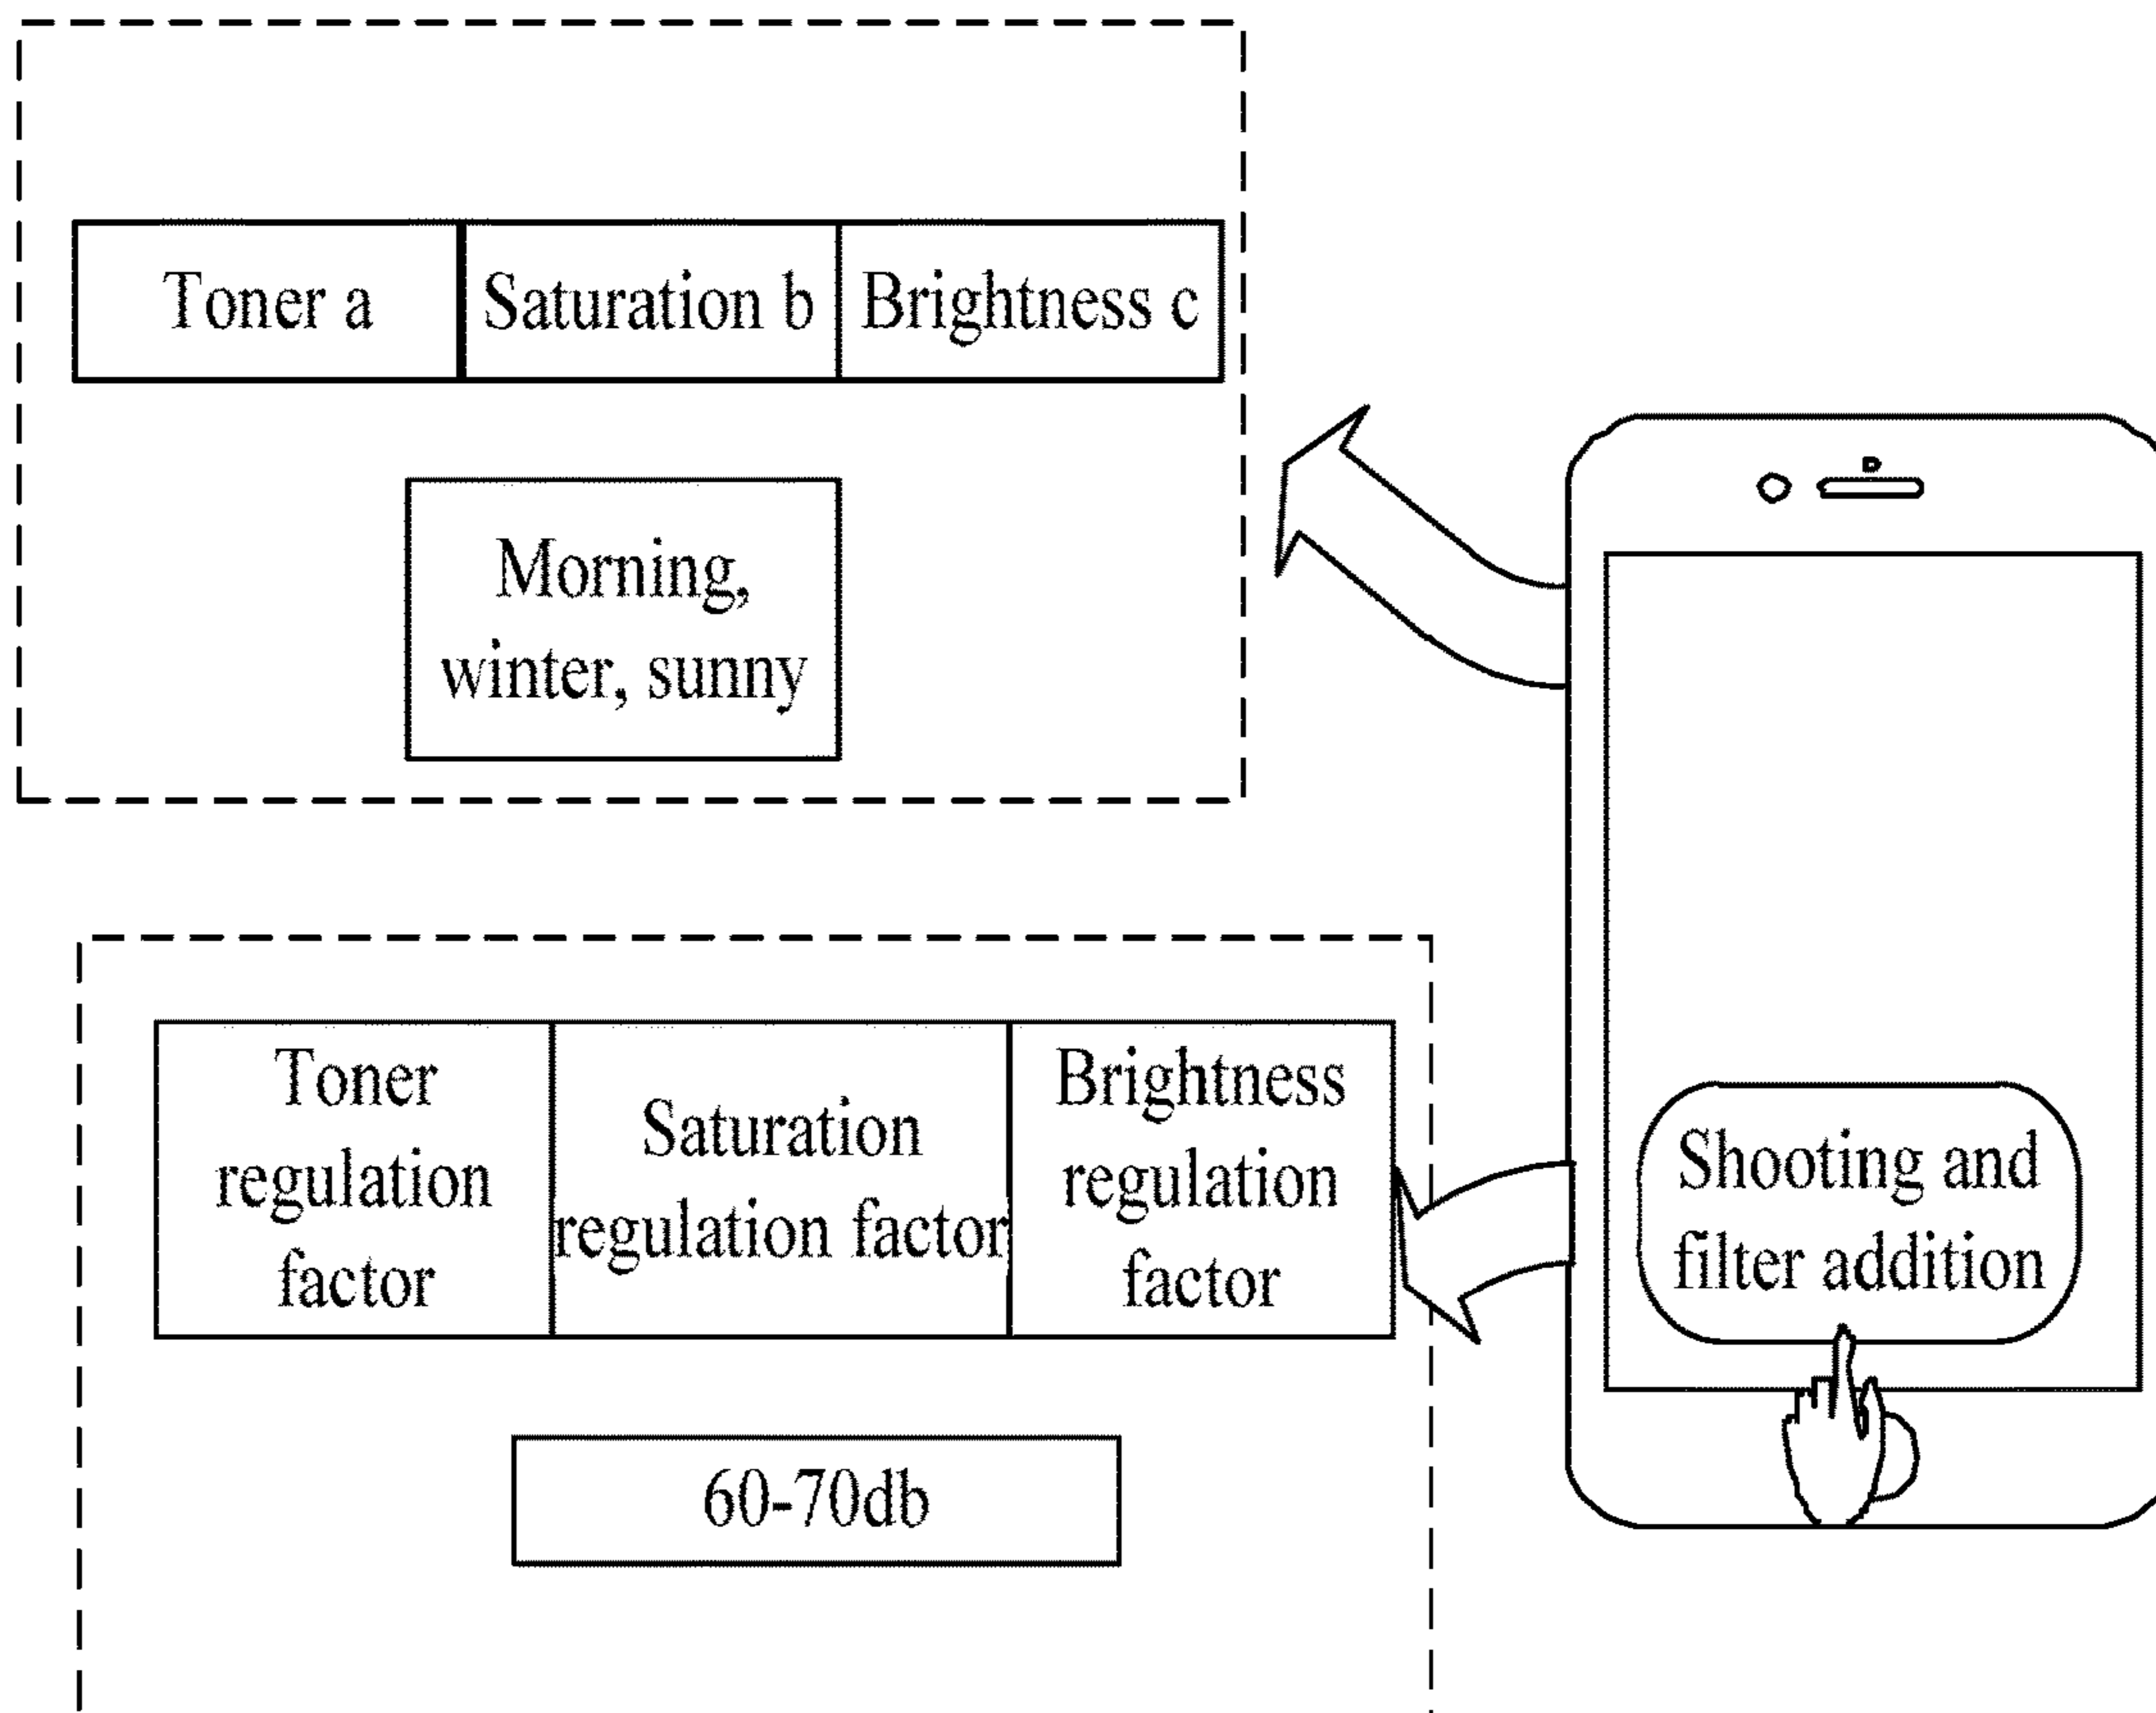 Toner a
Saturation b
Brightness c
Morning,
winter, sunny
Toner
regulation
factor
Saturation
regulation factor
Brightness
regulation
factor
60-70db
Shooting and
filter addition